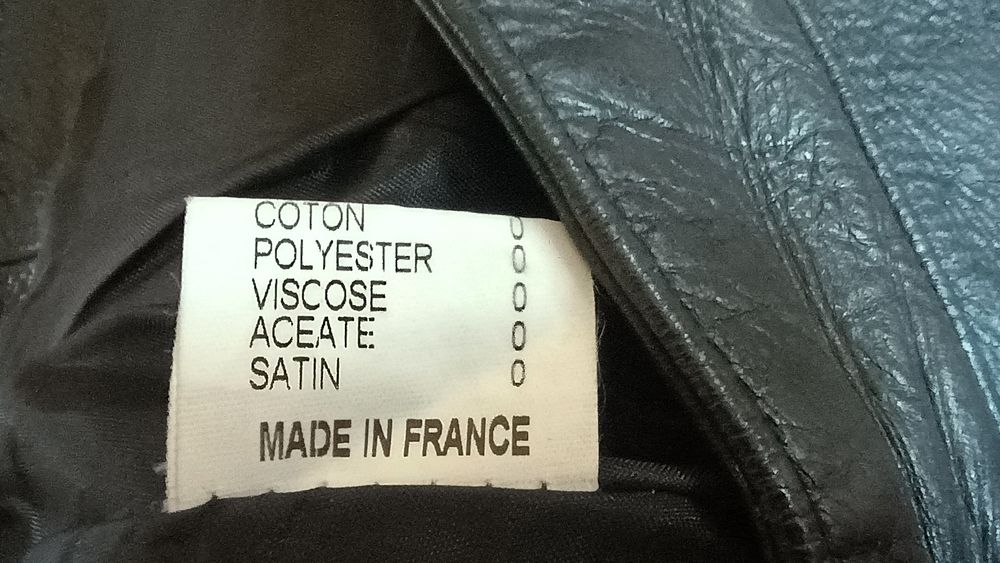 COTON 0
POLYESTER 0
VISCOSE 0
ACEATE 0
SATIN 0
MADE IN FRANCE